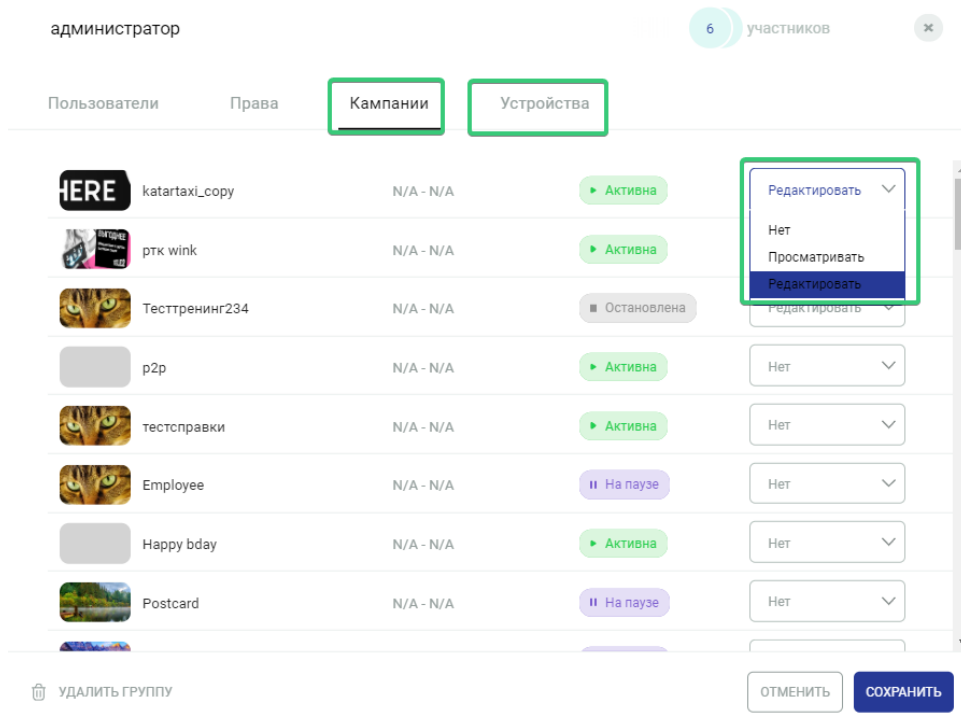 администратор
6 участников
Пользователи Права Кампании Устройства
HERE katartaxi_copy N/A - N/A Активна Редактировать
Нет
Просматривать
Редактировать
ртк wink N/A - N/A Активна
Тесттренинг234 N/A - N/A Остановлена Редактировать
p2p N/A - N/A Активна Нет
тестсправки N/A - N/A Активна Нет
Employee N/A - N/A На паузе Нет
Happy bday N/A - N/A Активна Нет
Postcard N/A - N/A На паузе Нет
УДАЛИТЬ ГРУППУ ОТМЕНИТЬ СОХРАНИТЬ